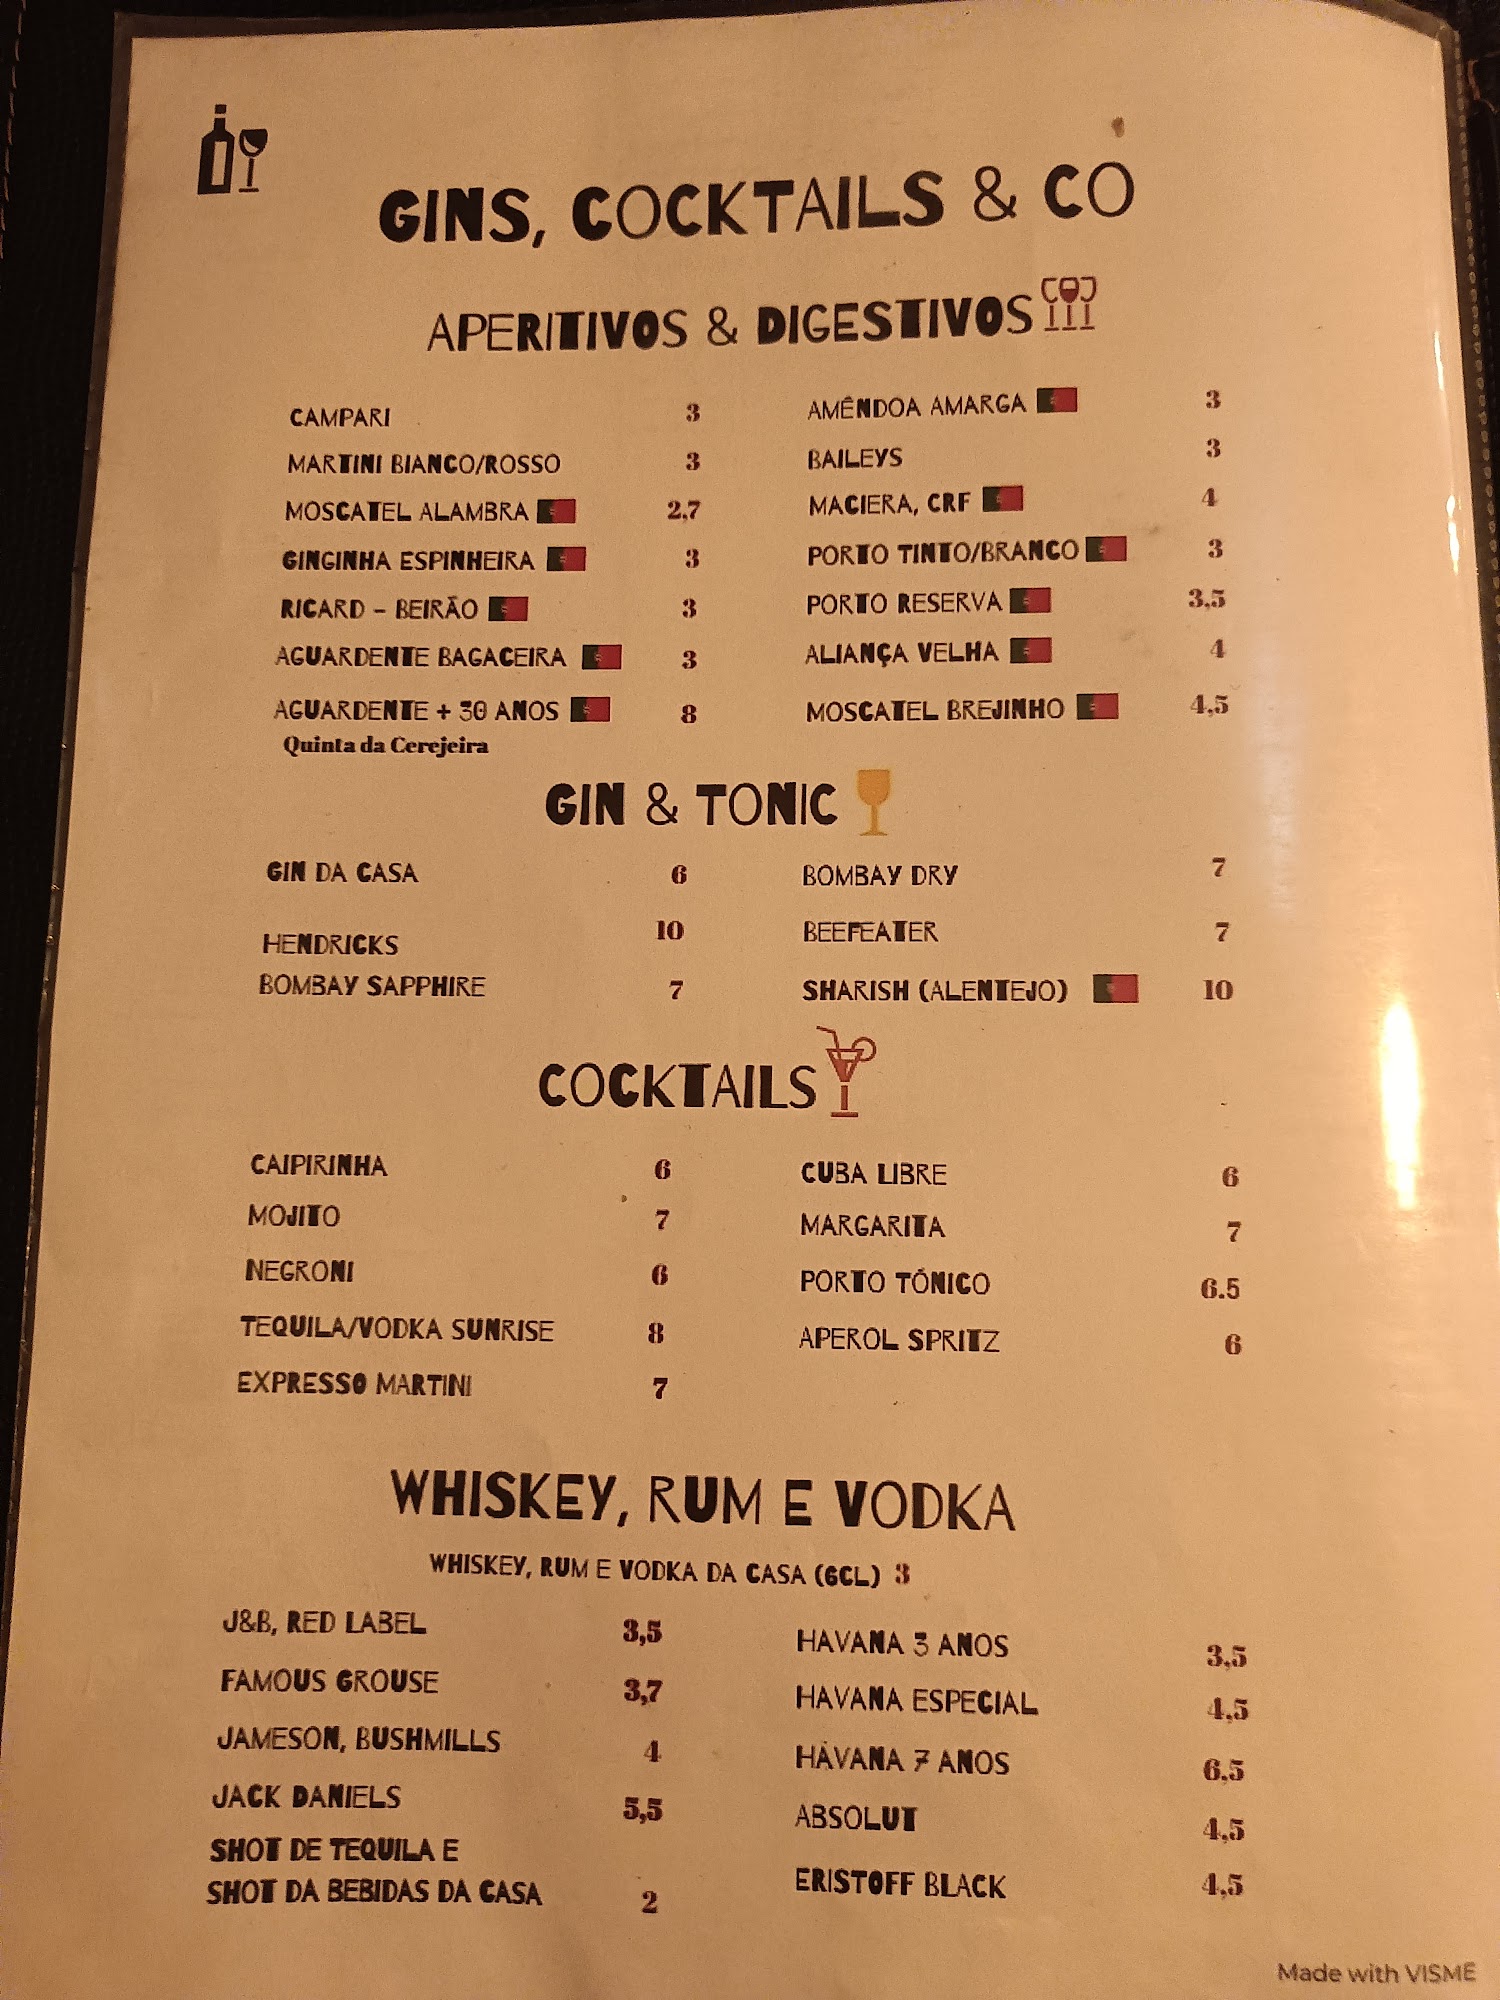 GINS, COCKTAILS & CO
APERITIVOS & DIGESTIVOS
CAMPARI 3
MARTINI BIANCO/ROSSO 3
MOSCATEL ALAMBRA 2,7
GINGINHA ESPINHEIRA 3
RICARD - BEIRÃO 3
AGUARDENTE BAGACEIRA 3
AGUARDENTE + 30 ANOS 8
Quinta da Cerejeira
AMÊNDOA AMARGA 3
BAILEYS 3
MACIERA, CRF 4
PORTO TINTO/BRANCO 3
PORTO RESERVA 3,5
ALIANÇA VELHA 4
MOSCATEL BREJINHO 4,5
GIN & TONIC
GIN DA CASA 6
HENDRICKS 10
BOMBAY SAPPHIRE 7
BOMBAY DRY 7
BEEFEATER 7
SHARISH (ALENTEJO) 10
COCKTAILS
CAIPIRINHA 6
MOJITO 7
NEGRONI 6
TEQUILA/VODKA SUNRISE 8
EXPRESSO MARTINI 7
CUBA LIBRE 6
MARGARITA 7
PORTO TÓNICO 6.5
APEROL SPRITZ 6
WHISKEY, RUM E VODKA
WHISKEY, RUM E VODKA DA CASA (6CL) 3
J&B, RED LABEL 3,5
FAMOUS GROUSE 3,7
JAMESON, BUSHMILLS 4
JACK DANIELS 5,5
SHOT DE TEQUILA E
SHOT DA BEBIDAS DA CASA 2
HAVANA 3 ANOS 3,5
HAVANA ESPECIAL 4,5
HÁVANA 7 ANOS 6,5
ABSOLUT 4,5
ERISTOFF BLACK 4,5
Made with VISME